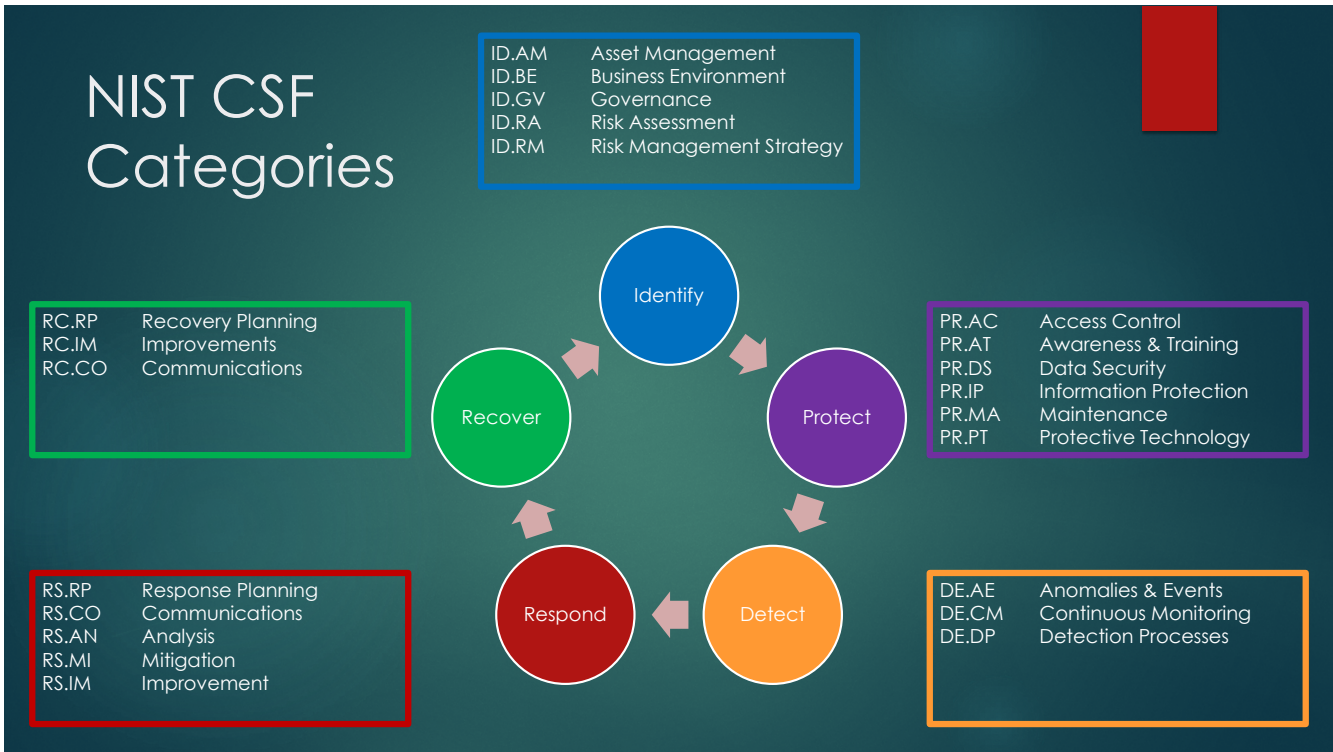 NIST CSF
Categories
ID.AM Asset Management
ID.BE Business Environment
ID.GV Governance
ID.RA Risk Assessment
ID.RM Risk Management Strategy
Identify
RC.RP Recovery Planning
RC.IM Improvements
RC.CO Communications
Recover
Protect
PR.AC Access Control
PR.AT Awareness & Training
PR.DS Data Security
PR.IP Information Protection
PR.MA Maintenance
PR.PT Protective Technology
RS.RP Response Planning
RS.CO Communications
RS.AN Analysis
RS.MI Mitigation
RS.IM Improvement
Respond
Detect
DE.AE Anomalies & Events
DE.CM Continuous Monitoring
DE.DP Detection Processes